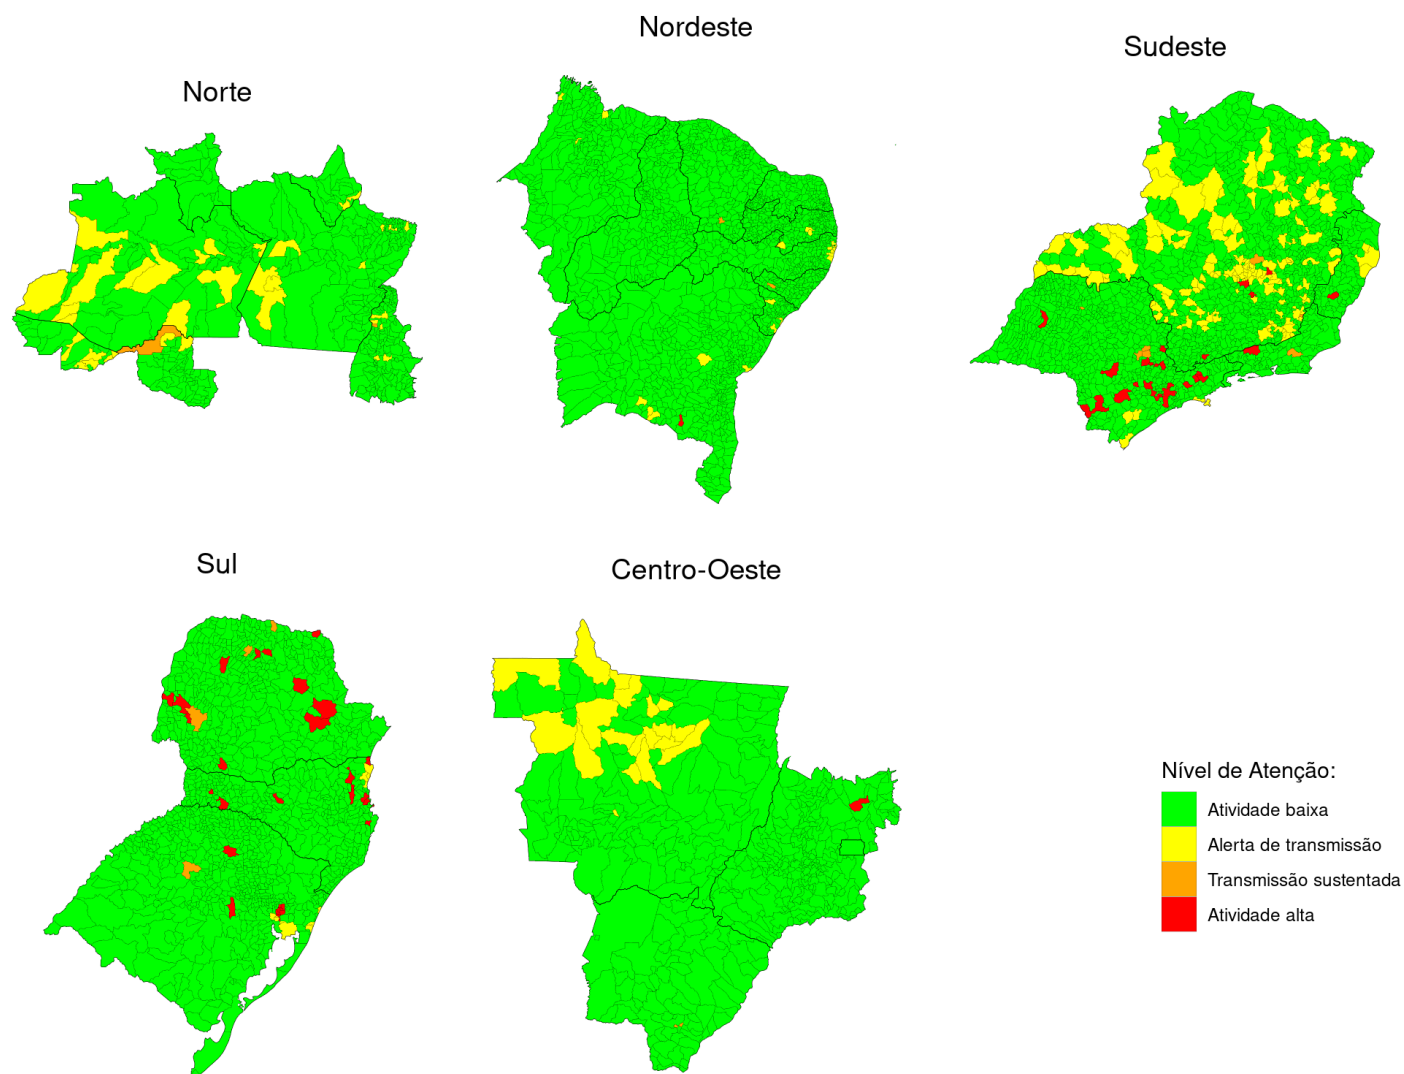 Nordeste
Sudeste
Norte
Sul
Centro-Oeste
Nível de Atenção:
Atividade baixa
Alerta de transmissão
Transmissão sustentada
Atividade alta